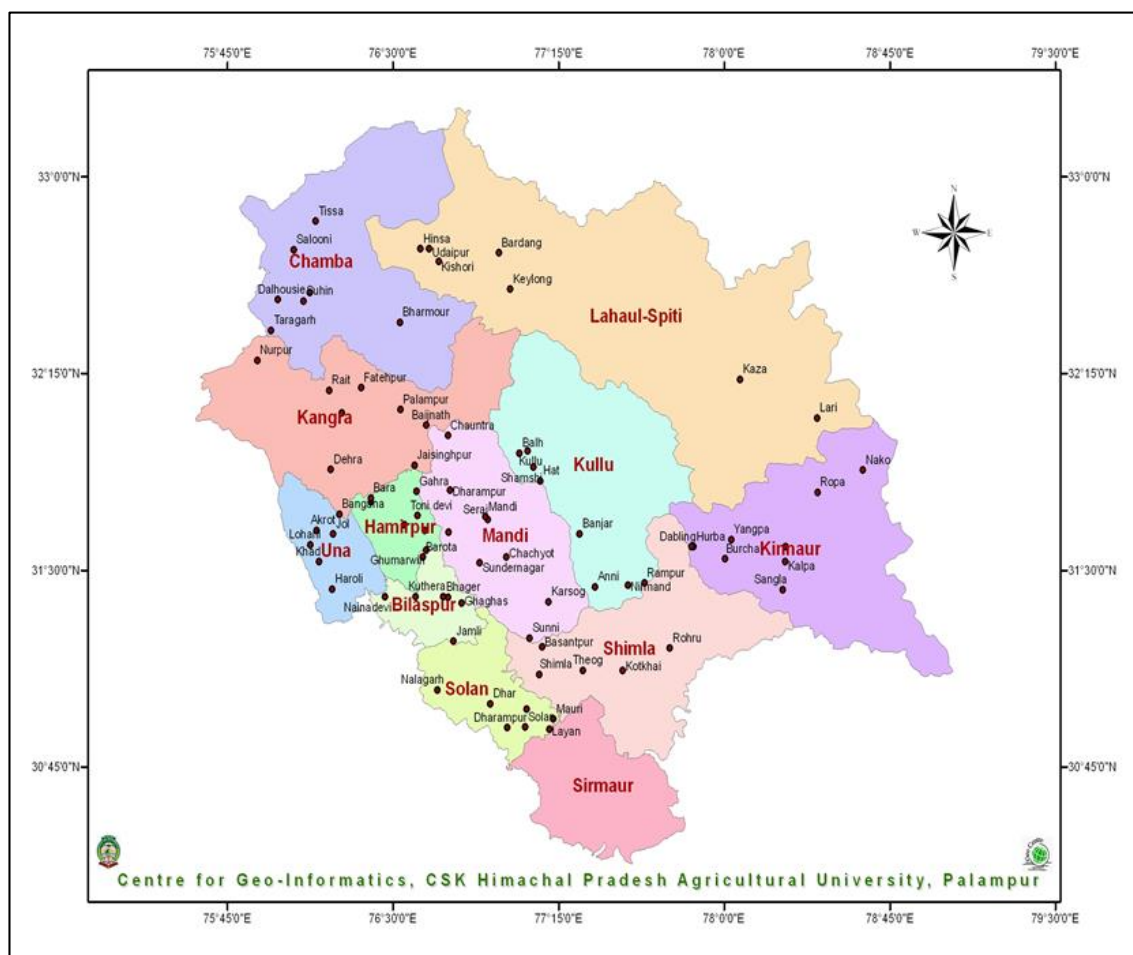 75°45'0"E 76°30'0"E 77°15'0"E 78°0'0"E 78°45'0"E 79°30'0"E
33°0'0"N 33°0'0"N
N
W E
S
Tissa
Salooni
Chamba
Hinsa
Udaipur
Kishori
Bardang
Keylong
Dalhousie
Duhin
Taragarh
Bharmour
Lahaul-Spiti
Nurpur
32°15'0"N 32°15'0"N
Rait
Fatehpur
Kaza
Palampur
Kangra
Baijnath
Chauntra
Lari
Balh
Kullu
Hat
Shamshi
Kullu
Dehra
Jaisinghpur
Nako
Ropa
Gahra
Dharampur
Bara
Bangana
Toni devi
Seraj
Mandi
Akrot
Jol
Hamirpur
Mandi
Banjar
Lohara
Khad
Una
Barota
Ghumarwin
Chachyot
Sundernagar
Dabling
Hurba
Yangpa
Burcha
Kinnaur
Kalpa
Sangla
31°30'0"N 31°30'0"N
Haroli
Nainadevi
Kuthera
Bhager
Bilaspur
Ghaghas
Karsog
Anni
Nirmand
Rampur
Jamli
Sunni
Basantpur
Shimla
Rohru
Shimla
Theog
Kotkhai
Nalagarh
Solan
Dhar
Dharampur
Solan
Mauri
Layan
30°45'0"N 30°45'0"N
Sirmaur
Centre for Geo-Informatics, CSK Himachal Pradesh Agricultural University, Palampur
75°45'0"E 76°30'0"E 77°15'0"E 78°0'0"E 78°45'0"E 79°30'0"E